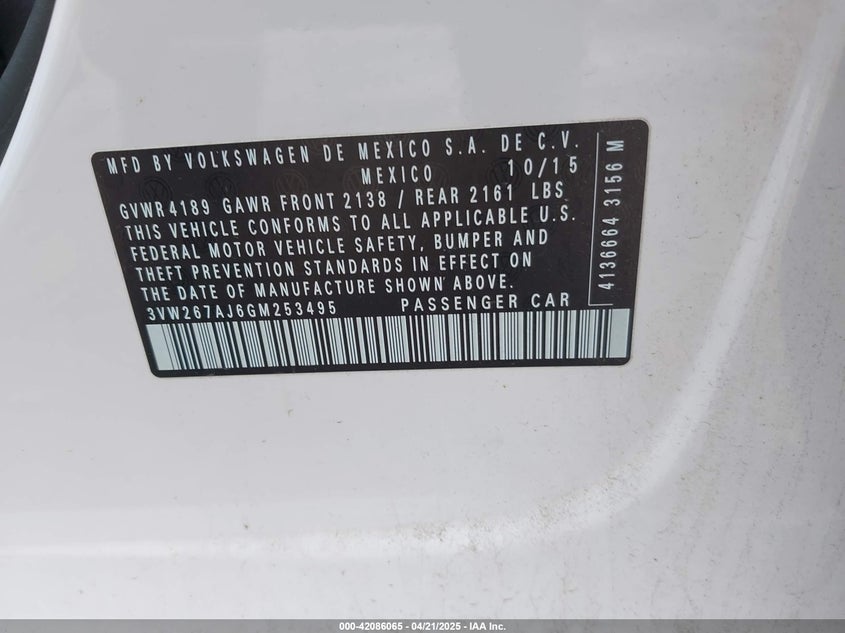 MFD BY VOLKSWAGEN DE MEXICO S.A. DE C.V.
MEXICO 10/15
GVWR 4189 GAWR FRONT 2138 / REAR 2161 LBS
THIS VEHICLE CONFORMS TO ALL APPLICABLE U.S.
FEDERAL MOTOR VEHICLE SAFETY, BUMPER AND
THEFT PREVENTION STANDARDS IN EFFECT ON
THE DATE OF MANUFACTURE SHOWN ABOVE.
3VW267AJ6GM253495 PASSENGER CAR
4136664 3156 M
000-42086065 - 04/21/2025 - IAA Inc.